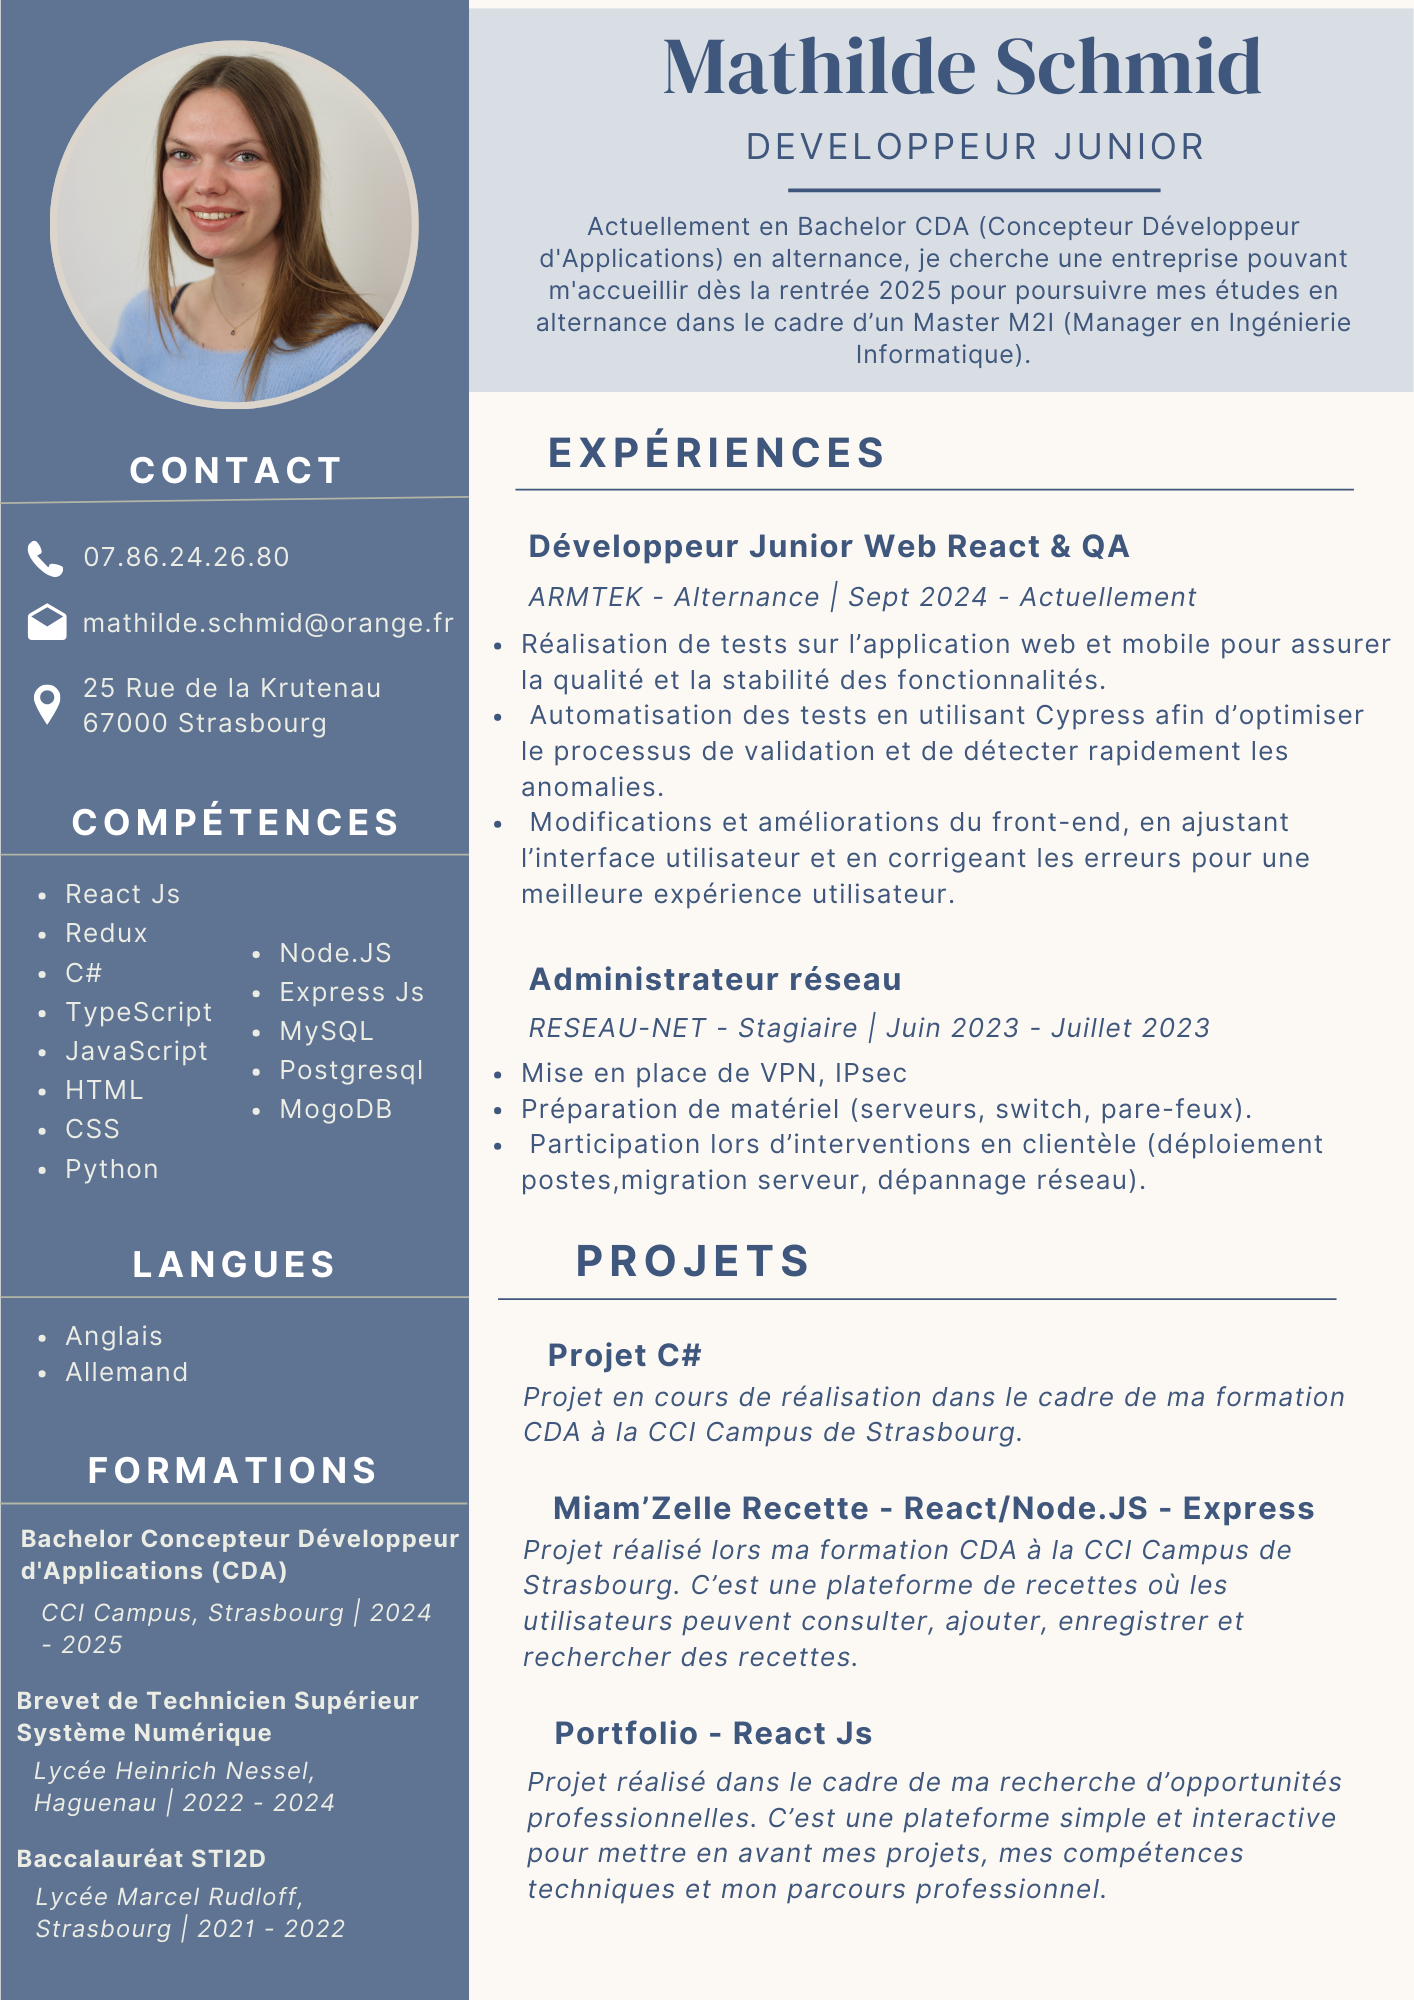 Mathilde Schmid
DEVELOPPEUR JUNIOR
Actuellement en Bachelor CDA (Concepteur Développeur
d'Applications) en alternance, je cherche une entreprise pouvant
m'accueillir dès la rentrée 2025 pour poursuivre mes études en
alternance dans le cadre d’un Master M2I (Manager en Ingénierie
Informatique).
CONTACT
07.86.24.26.80
mathilde.schmid@orange.fr
25 Rue de la Krutenau
67000 Strasbourg
COMPÉTENCES
• React Js
• Redux
• C#
• TypeScript
• JavaScript
• HTML
• CSS
• Python
• Node.JS
• Express Js
• MySQL
• Postgresql
• MogoDB
LANGUES
• Anglais
• Allemand
FORMATIONS
Bachelor Concepteur Développeur
d'Applications (CDA)
CCI Campus, Strasbourg | 2024
- 2025
Brevet de Technicien Supérieur
Système Numérique
Lycée Heinrich Nessel,
Haguenau | 2022 - 2024
Baccalauréat STI2D
Lycée Marcel Rudloff,
Strasbourg | 2021 - 2022
EXPÉRIENCES
Développeur Junior Web React & QA
ARMTEK - Alternance | Sept 2024 - Actuellement
• Réalisation de tests sur l’application web et mobile pour assurer
la qualité et la stabilité des fonctionnalités.
• Automatisation des tests en utilisant Cypress afin d’optimiser
le processus de validation et de détecter rapidement les
anomalies.
• Modifications et améliorations du front-end, en ajustant
l’interface utilisateur et en corrigeant les erreurs pour une
meilleure expérience utilisateur.
Administrateur réseau
RESEAU-NET - Stagiaire | Juin 2023 - Juillet 2023
• Mise en place de VPN, IPsec
• Préparation de matériel (serveurs, switch, pare-feux).
• Participation lors d’interventions en clientèle (déploiement
postes,migration serveur, dépannage réseau).
PROJETS
Projet C#
Projet en cours de réalisation dans le cadre de ma formation
CDA à la CCI Campus de Strasbourg.
Miam’Zelle Recette - React/Node.JS - Express
Projet réalisé lors ma formation CDA à la CCI Campus de
Strasbourg. C’est une plateforme de recettes où les
utilisateurs peuvent consulter, ajouter, enregistrer et
rechercher des recettes.
Portfolio - React Js
Projet réalisé dans le cadre de ma recherche d’opportunités
professionnelles. C’est une plateforme simple et interactive
pour mettre en avant mes projets, mes compétences
techniques et mon parcours professionnel.